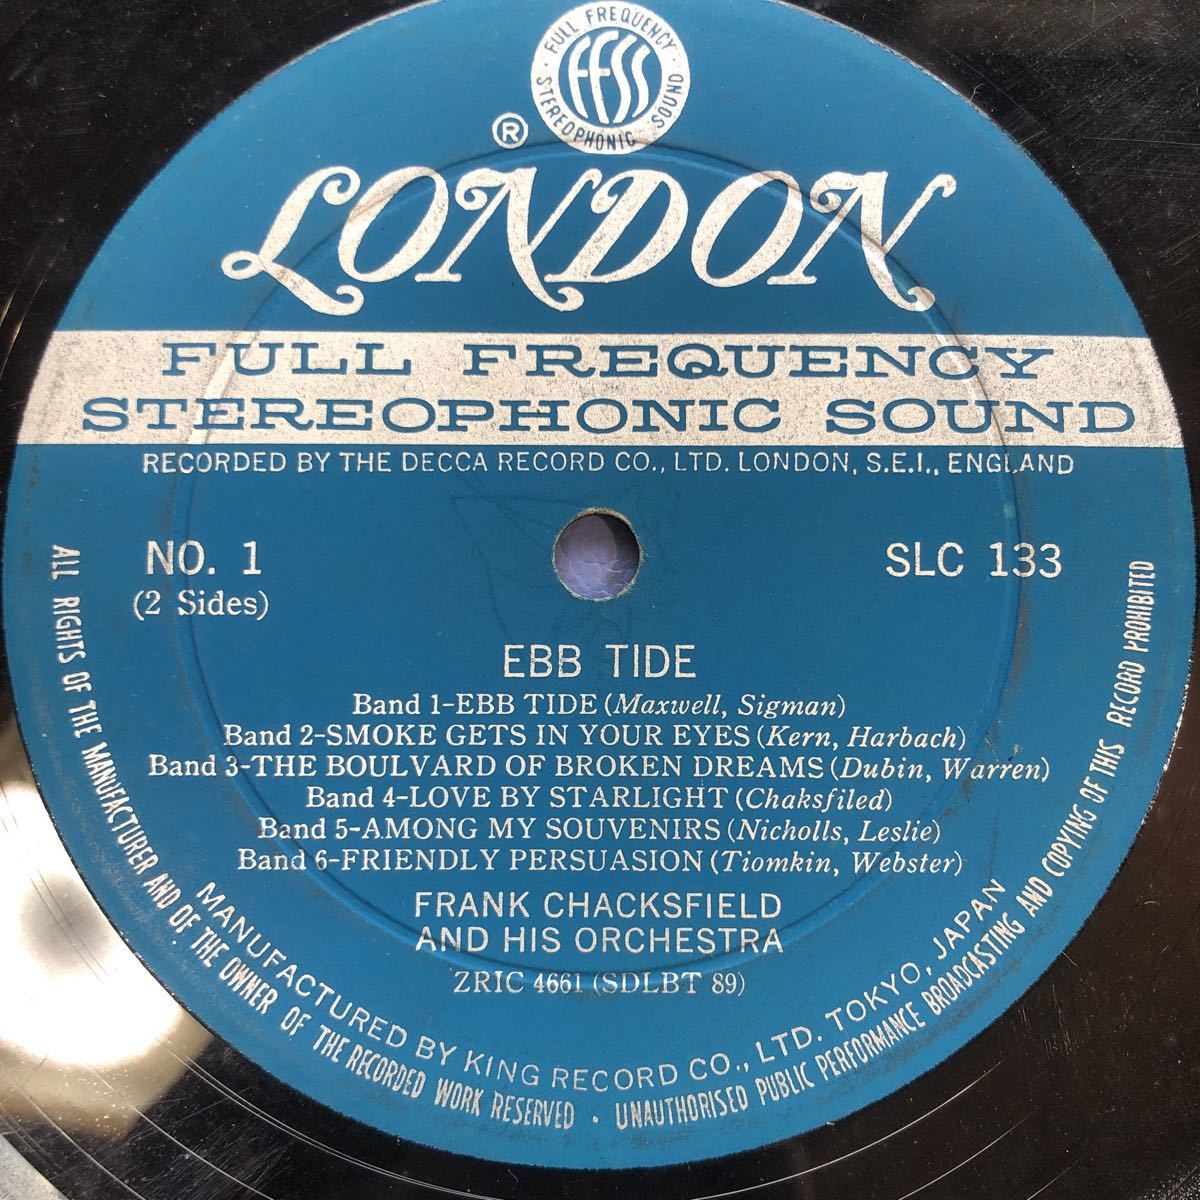 FULL FREQUENCY
FFSS
STEREOPHONIC SOUND
®
LONDON
FULL FREQUENCY
STEREOPHONIC SOUND
RECORDED BY THE DECCA RECORD CO., LTD. LONDON, S.E.I., ENGLAND
NO. 1
(2 Sides)
SLC 133
EBB TIDE
Band 1-EBB TIDE (Maxwell, Sigman)
Band 2-SMOKE GETS IN YOUR EYES (Kern, Harbach)
Band 3-THE BOULVARD OF BROKEN DREAMS (Dubin, Warren)
Band 4-LOVE BY STARLIGHT (Chaksfiled)
Band 5-AMONG MY SOUVENIRS (Nicholls, Leslie)
Band 6-FRIENDLY PERSUASION (Tiomkin, Webster)
FRANK CHACKSFIELD
AND HIS ORCHESTRA
ZRIC 4661 (SDLBT 89)
MANUFACTURED BY KING RECORD CO., LTD. TOKYO, JAPAN
ALL RIGHTS OF THE MANUFACTURER AND OF THE OWNER OF THE RECORDED WORK RESERVED · UNAUTHORISED PUBLIC PERFORMANCE BROADCASTING AND COPYING OF THIS RECORD PROHIBITED